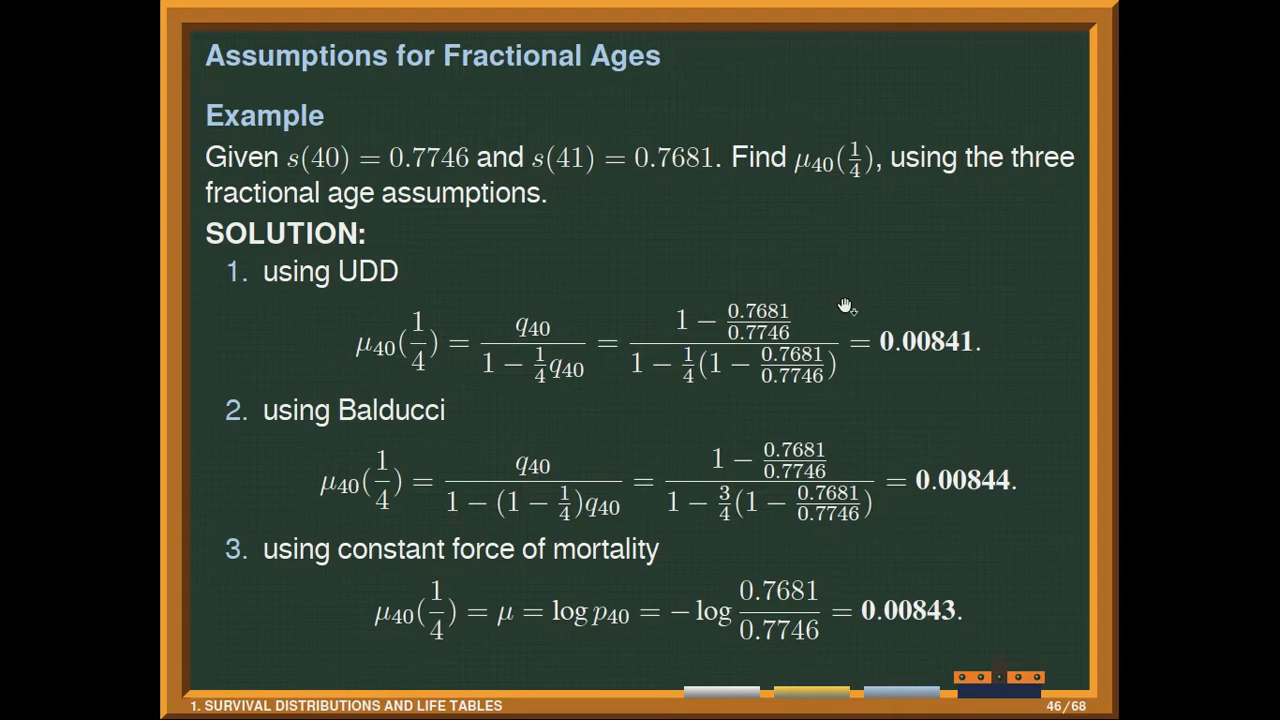 Assumptions for Fractional Ages
Example
Given s(40) = 0.7746 and s(41) = 0.7681. Find μ₄₀(1/4), using the three
fractional age assumptions.
SOLUTION:
1. using UDD
μ₄₀(1/4) = q₄₀ / (1 − 1/4 q₄₀) = (1 − 0.7681/0.7746) / (1 − 1/4(1 − 0.7681/0.7746)) = 0.00841.
2. using Balducci
μ₄₀(1/4) = q₄₀ / (1 − (1 − 1/4)q₄₀) = (1 − 0.7681/0.7746) / (1 − 3/4(1 − 0.7681/0.7746)) = 0.00844.
3. using constant force of mortality
μ₄₀(1/4) = μ = log p₄₀ = − log 0.7681/0.7746 = 0.00843.
1. SURVIVAL DISTRIBUTIONS AND LIFE TABLES 46/68